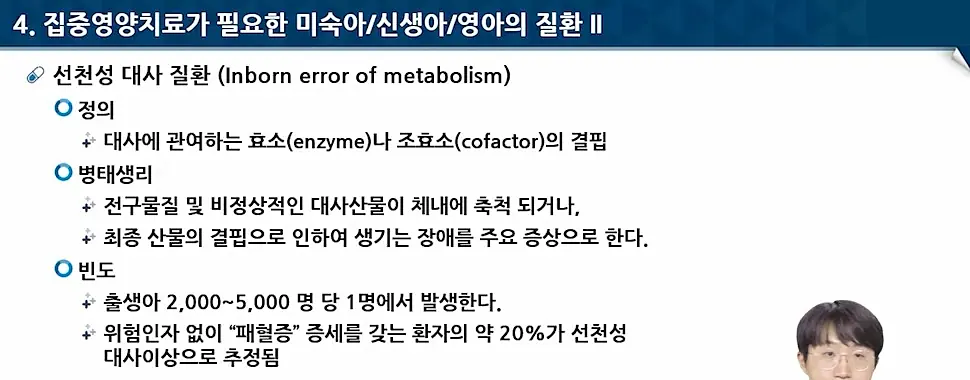 4. 집중영양치료가 필요한 미숙아/신생아/영아의 질환 II
선천성 대사 질환 (Inborn error of metabolism)
정의
대사에 관여하는 효소(enzyme)나 조효소(cofactor)의 결핍
병태생리
전구물질 및 비정상적인 대사산물이 체내에 축척 되거나,
최종 산물의 결핍으로 인하여 생기는 장애를 주요 증상으로 한다.
빈도
출생아 2,000~5,000 명 당 1명에서 발생한다.
위험인자 없이 “패혈증” 증세를 갖는 환자의 약 20%가 선천성
대사이상으로 추정됨